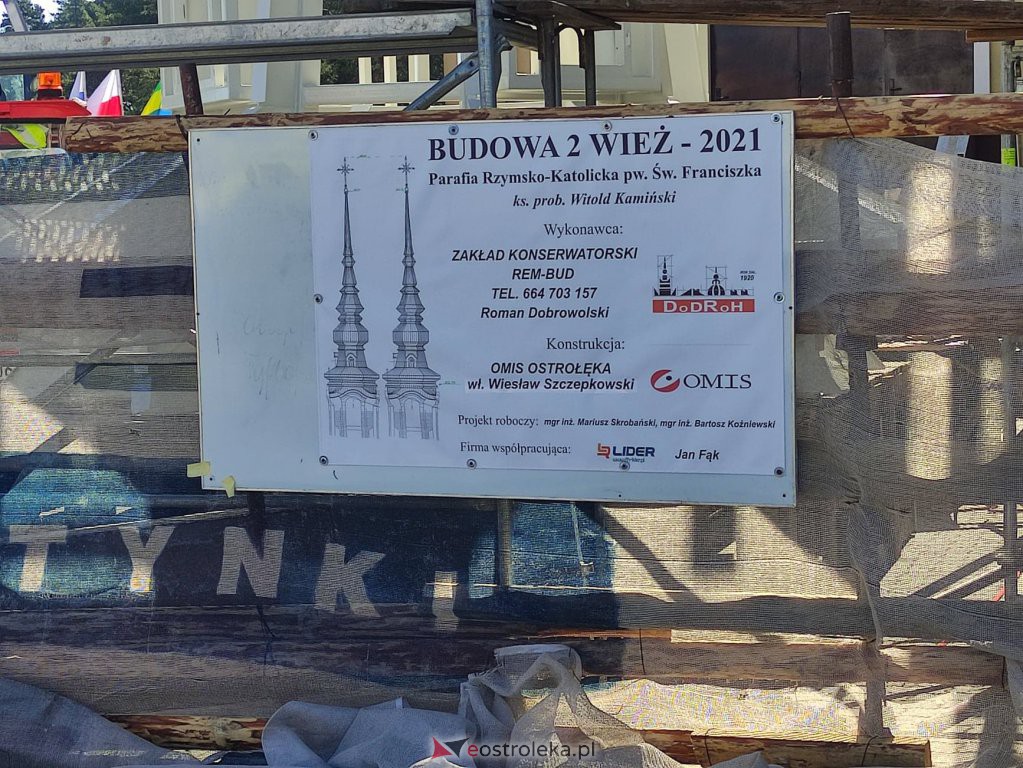 BUDOWA 2 WIEŻ - 2021
Parafia Rzymsko-Katolicka pw. Św. Franciszka
ks. prob. Witold Kamiński
Wykonawca:
ZAKŁAD KONSERWATORSKI
REM-BUD
TEL. 664 703 157
Roman Dobrowolski
1929
DoDRoH
Konstrukcja:
OMIS OSTROŁĘKA
wł. Wiesław Szczepkowski
OMIS
Projekt roboczy: mgr inż. Mariusz Skrobański, mgr inż. Bartosz Koźniewski
Firma współpracująca: LIDER Jan Fąk
TYNKI
eostroleka.pl